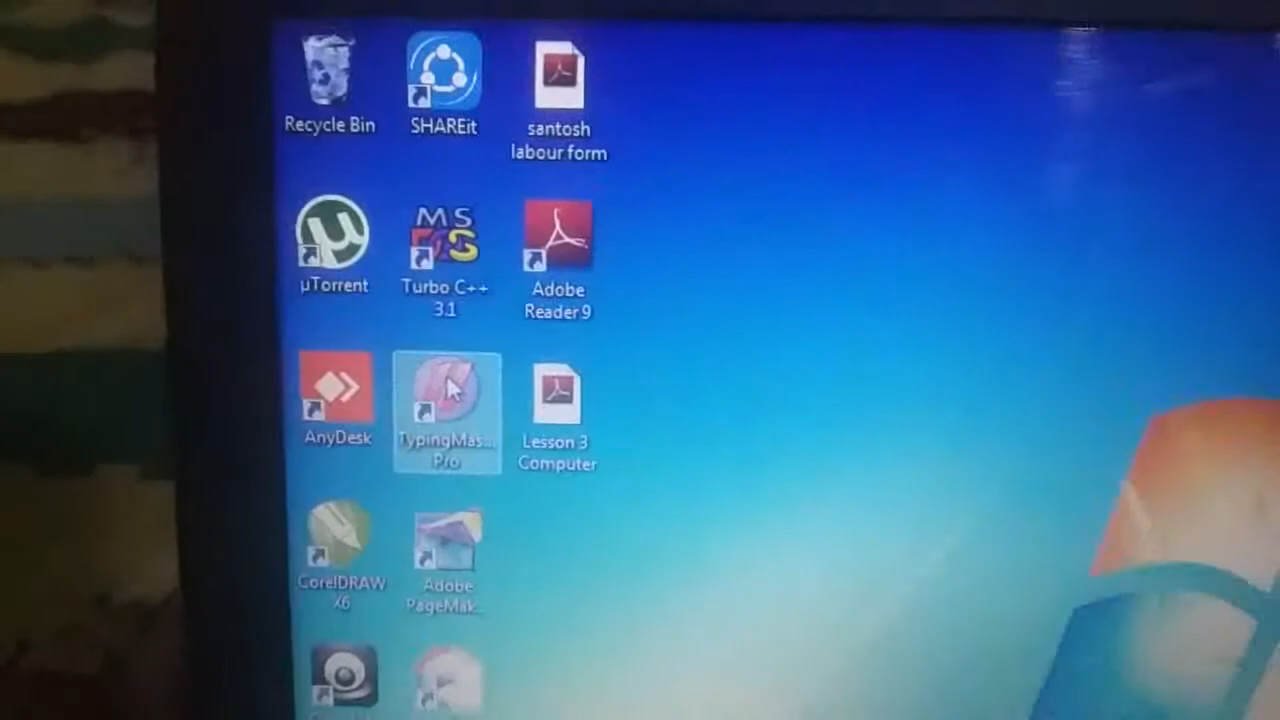 Recycle Bin
SHAREit
santosh
labour form
µTorrent
MS
Turbo C++
3.1
Adobe
Reader 9
AnyDesk
TypingMas...
Pro
Lesson 3
Computer
CorelDRAW
X6
Adobe
PageMak...